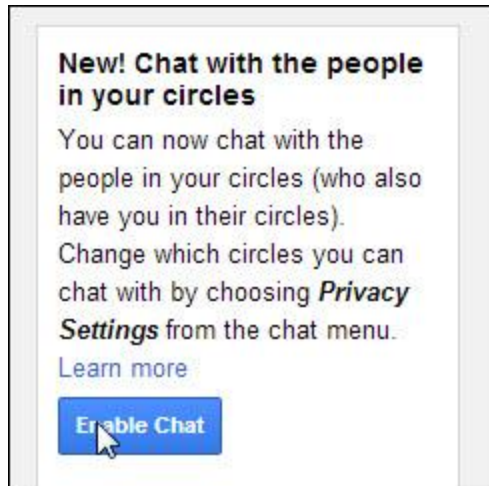 New! Chat with the people
in your circles
You can now chat with the
people in your circles (who also
have you in their circles).
Change which circles you can
chat with by choosing Privacy
Settings from the chat menu.
Learn more
Enable Chat